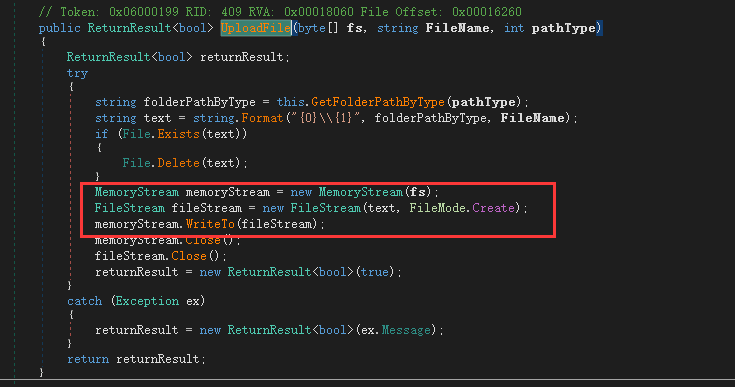 // Token: 0x06000199 RID: 409 RVA: 0x00018060 File Offset: 0x00016260
public ReturnResult<bool> UploadFile(byte[] fs, string FileName, int pathType)
{
ReturnResult<bool> returnResult;
try
{
string folderPathByType = this.GetFolderPathByType(pathType);
string text = string.Format("{0}\\{1}", folderPathByType, FileName);
if (File.Exists(text))
{
File.Delete(text);
}
MemoryStream memoryStream = new MemoryStream(fs);
FileStream fileStream = new FileStream(text, FileMode.Create);
memoryStream.WriteTo(fileStream);
memoryStream.Close();
fileStream.Close();
returnResult = new ReturnResult<bool>(true);
}
catch (Exception ex)
{
returnResult = new ReturnResult<bool>(ex.Message);
}
return returnResult;
}